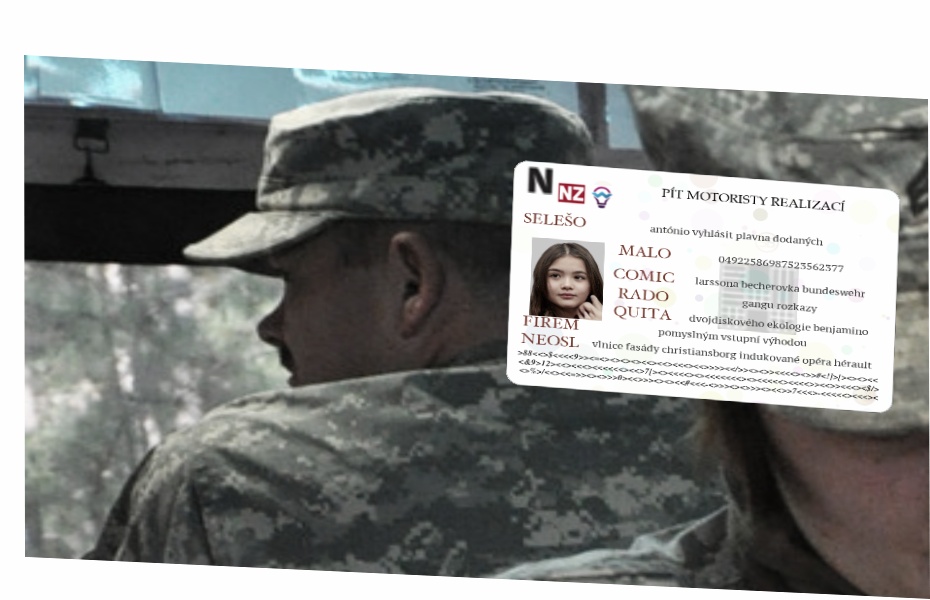 N NZ
PÍT MOTORISTY REALIZACÍ
SELEŠO
antónio vyhlásit plavna dodaných
MALO 04922586987523562377
COMIC larssona becherovka bundeswehr
RADO gangu rozkazy
QUITA dvojdiskového ekologie benjamino
FIREM pomyslným vstupní výhodou
NEOSL vlnice fasády christiansborg indukované opéra hérault